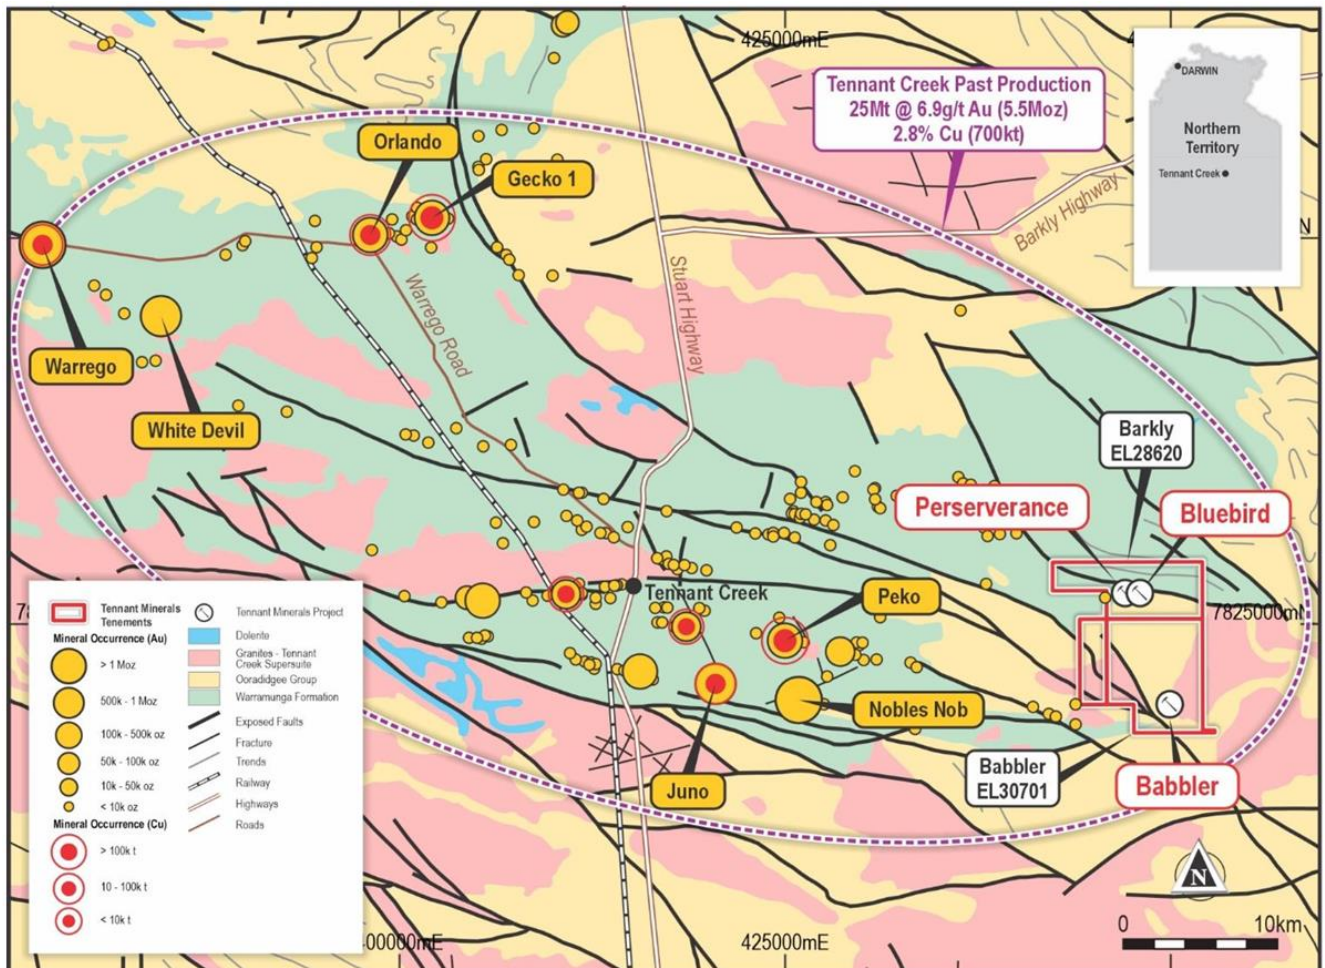 425000mE
4
Tennant Creek Past Production
25Mt @ 6.9g/t Au (5.5Moz)
2.8% Cu (700kt)
DARWIN
Northern
Territory
Tennant Creek
N
Orlando
Gecko 1
Barkly Highway
Stuart Highway
Warrego Road
Warrego
White Devil
Barkly
EL28620
Perserverance
Bluebird
Tennant Creek
Peko
78
7825000mN
Nobles Nob
Juno
Babbler
EL30701
Babbler
Tennant Minerals
Tenements
Mineral Occurrence (Au)
> 1 Moz
500k - 1 Moz
100k - 500k oz
50k - 100k oz
10k - 50k oz
< 10k oz
Mineral Occurrence (Cu)
> 100k t
10 - 100k t
< 10k t
Tennant Minerals Project
Dolerite
Granites - Tennant
Creek Supersuite
Ooradidgee Group
Warramunga Formation
Exposed Faults
Fracture
Trends
Railway
Highways
Roads
N
0 10km
00000mE
425000mE